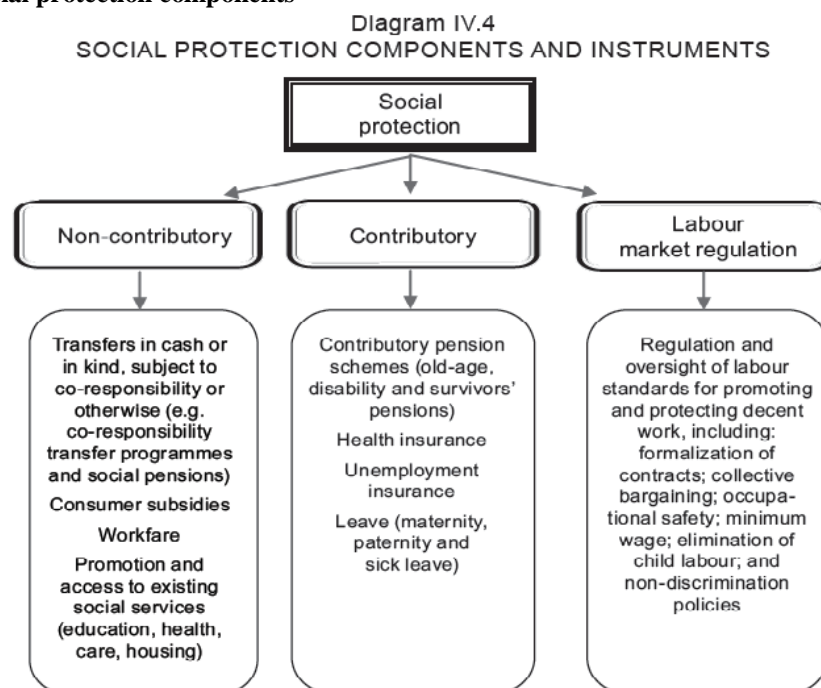 ial protection components
Diagram IV.4
SOCIAL PROTECTION COMPONENTS AND INSTRUMENTS
Social
protection
Non-contributory
Contributory
Labour
market regulation
Transfers in cash or
in kind, subject to
co-responsibility or
otherwise (e.g.
co-responsibility
transfer programmes
and social pensions)
Consumer subsidies
Workfare
Promotion and
access to existing
social services
(education, health,
care, housing)
Contributory pension
schemes (old-age,
disability and survivors'
pensions)
Health insurance
Unemployment
insurance
Leave (maternity,
paternity and
sick leave)
Regulation and
oversight of labour
standards for promoting
and protecting decent
work, including:
formalization of
contracts; collective
bargaining; occupa-
tional safety; minimum
wage; elimination of
child labour; and
non-discrimination
policies